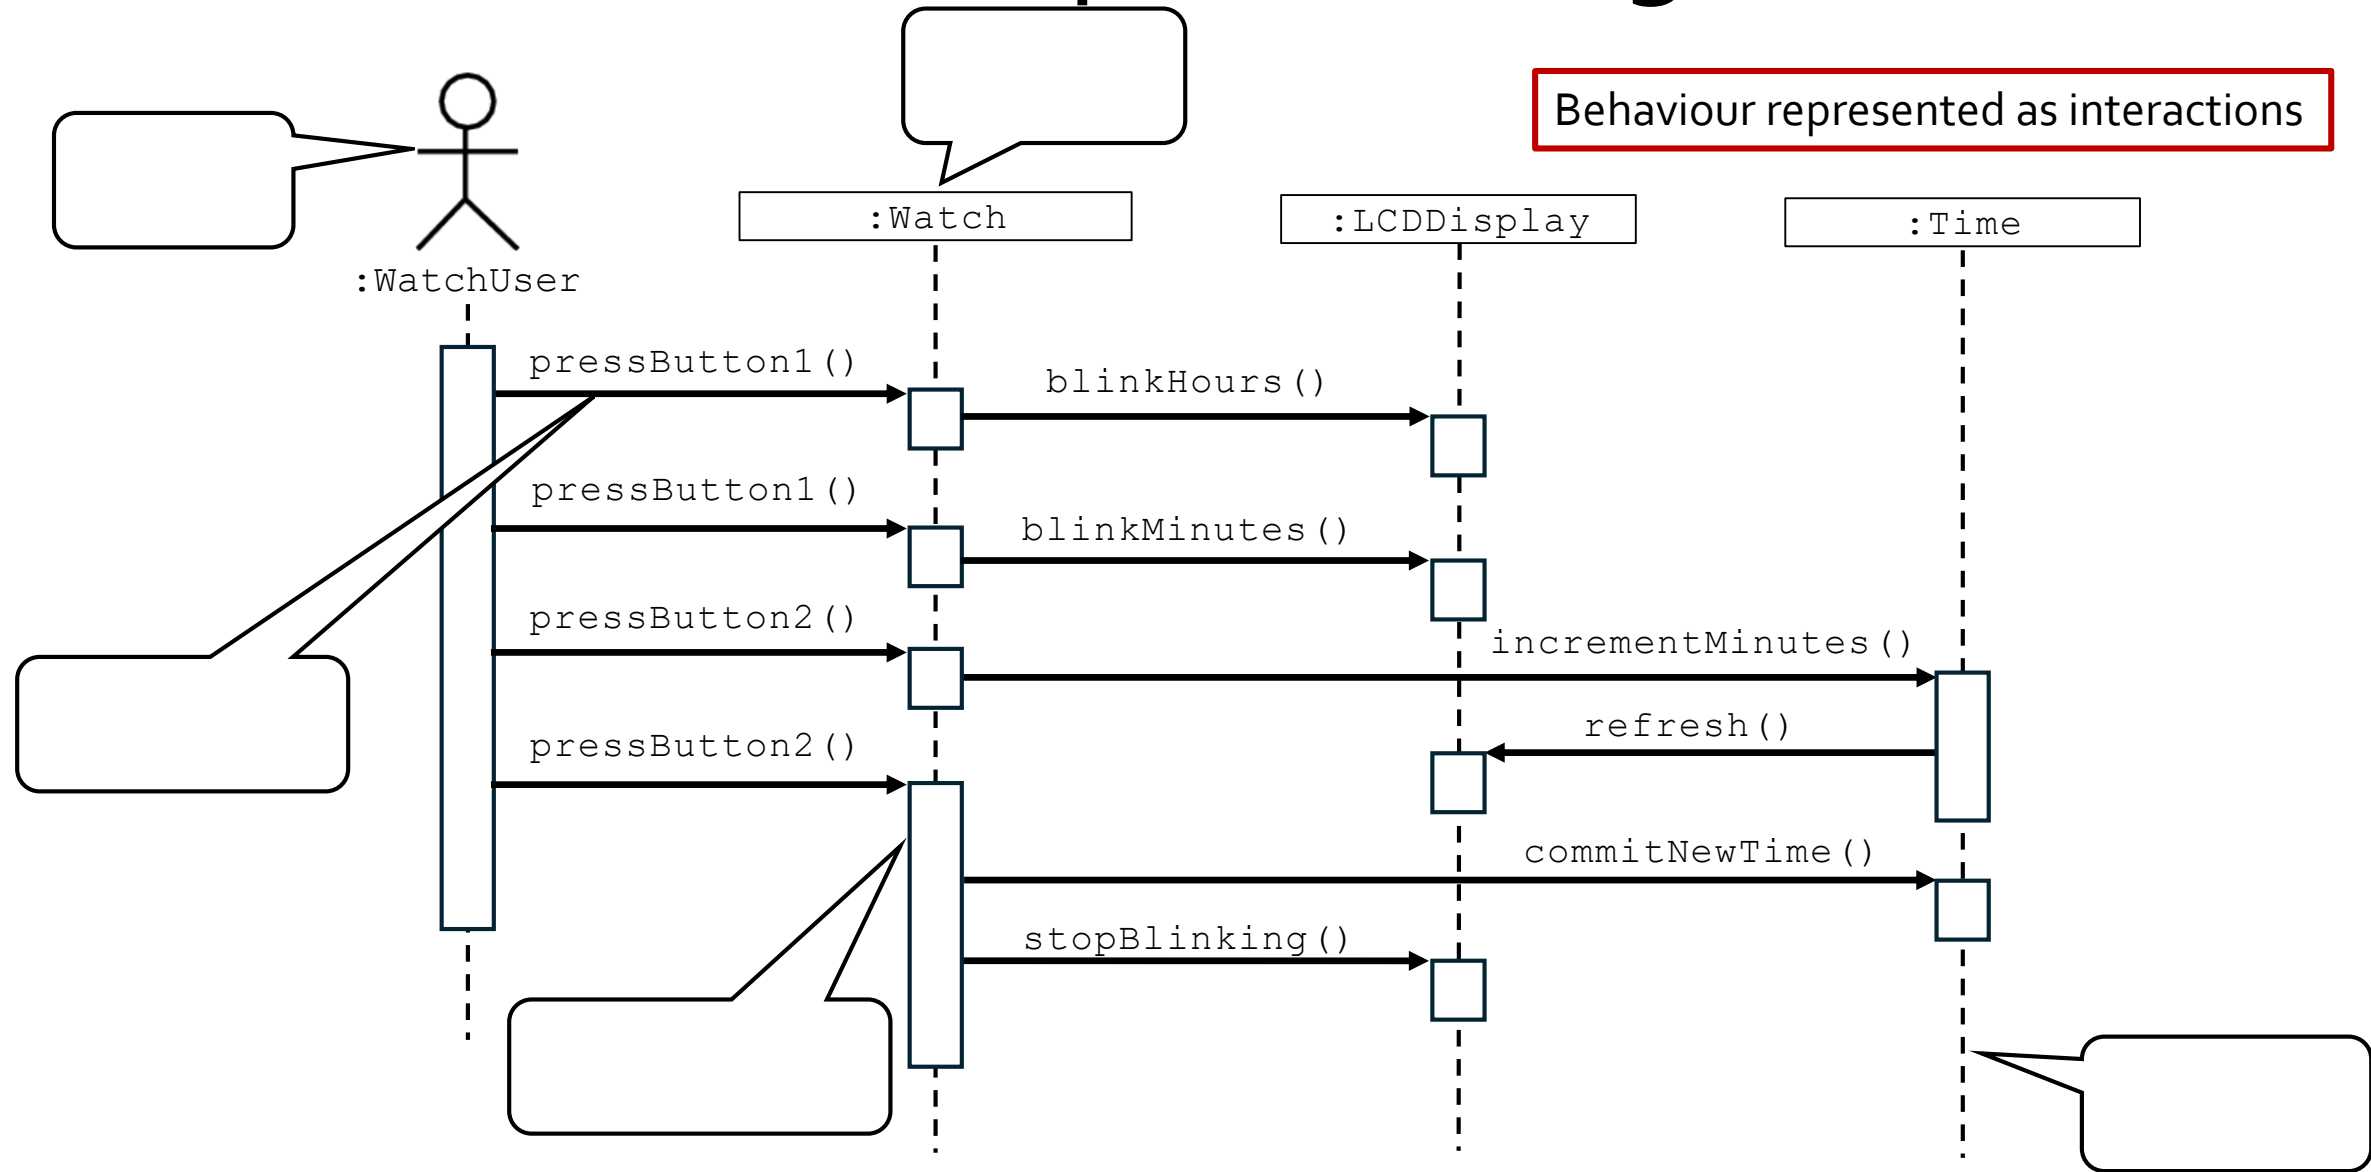 Behaviour represented as interactions
:Watch
:LCDDisplay
:Time
:WatchUser
pressButton1()
blinkHours()
pressButton1()
blinkMinutes()
pressButton2()
incrementMinutes()
refresh()
pressButton2()
commitNewTime()
stopBlinking()